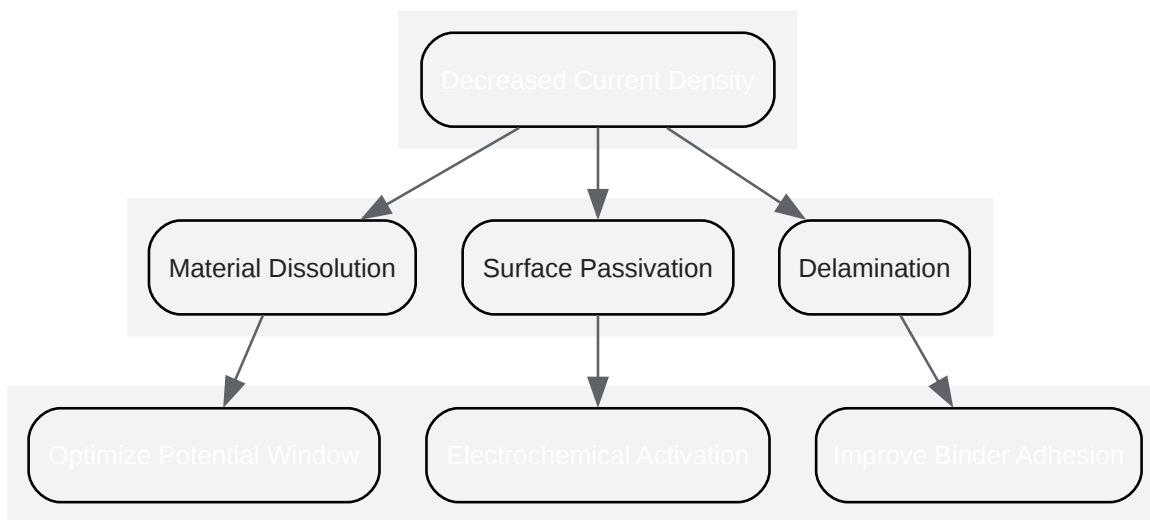 Decreased Current Density
Material Dissolution
Surface Passivation
Delamination
Optimize Potential Window
Electrochemical Activation
Improve Binder Adhesion